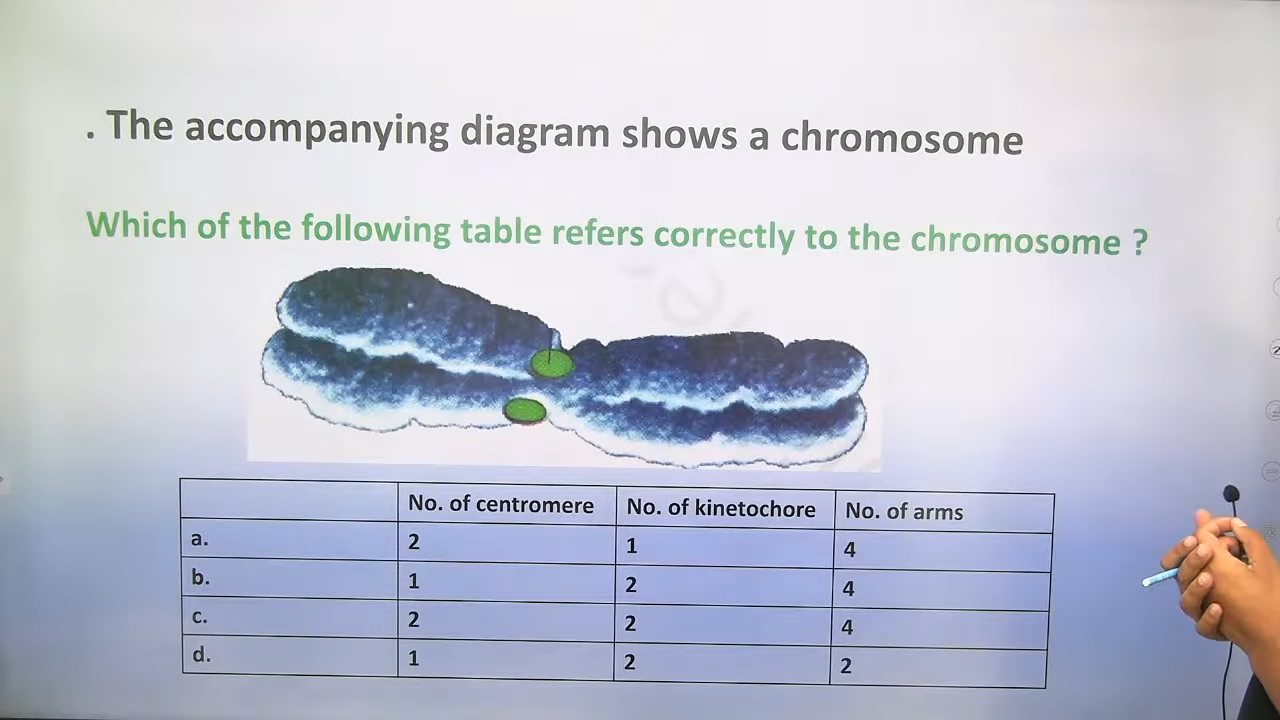 . The accompanying diagram shows a chromosome
Which of the following table refers correctly to the chromosome ?
No. of centromere No. of kinetochore No. of arms
a. 2 1 4
b. 1 2 4
c. 2 2 4
d. 1 2 2